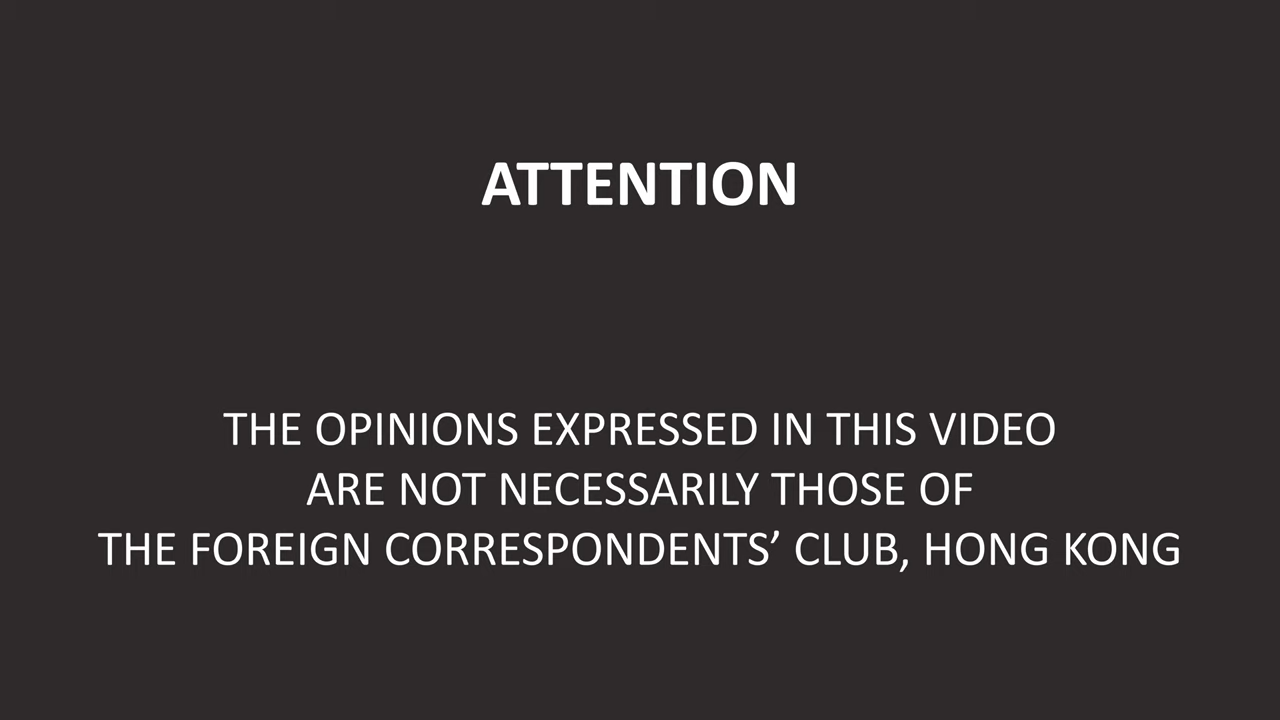 ATTENTION
THE OPINIONS EXPRESSED IN THIS VIDEO
ARE NOT NECESSARILY THOSE OF
THE FOREIGN CORRESPONDENTS’ CLUB, HONG KONG